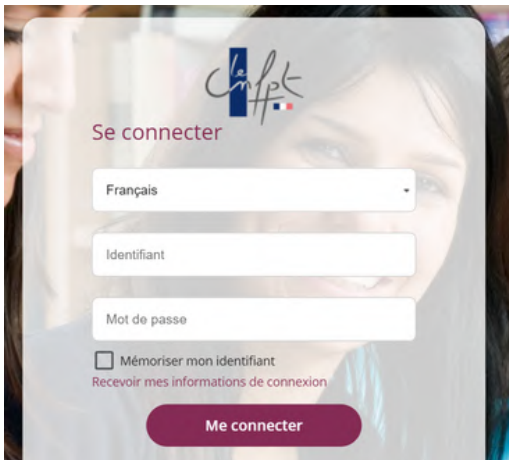 le cnfpt
Se connecter
Français
Identifiant
Mot de passe
Mémoriser mon identifiant
Recevoir mes informations de connexion
Me connecter